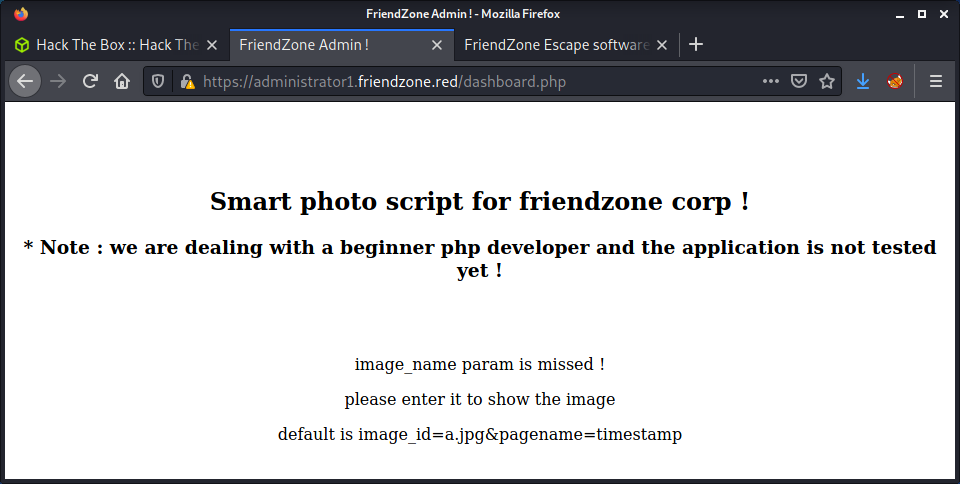 FriendZone Admin ! - Mozilla Firefox
Hack The Box :: Hack The
FriendZone Admin !
FriendZone Escape software
https://administrator1.friendzone.red/dashboard.php
Smart photo script for friendzone corp !
* Note : we are dealing with a beginner php developer and the application is not tested
yet !
image_name param is missed !
please enter it to show the image
default is image_id=a.jpg&pagename=timestamp